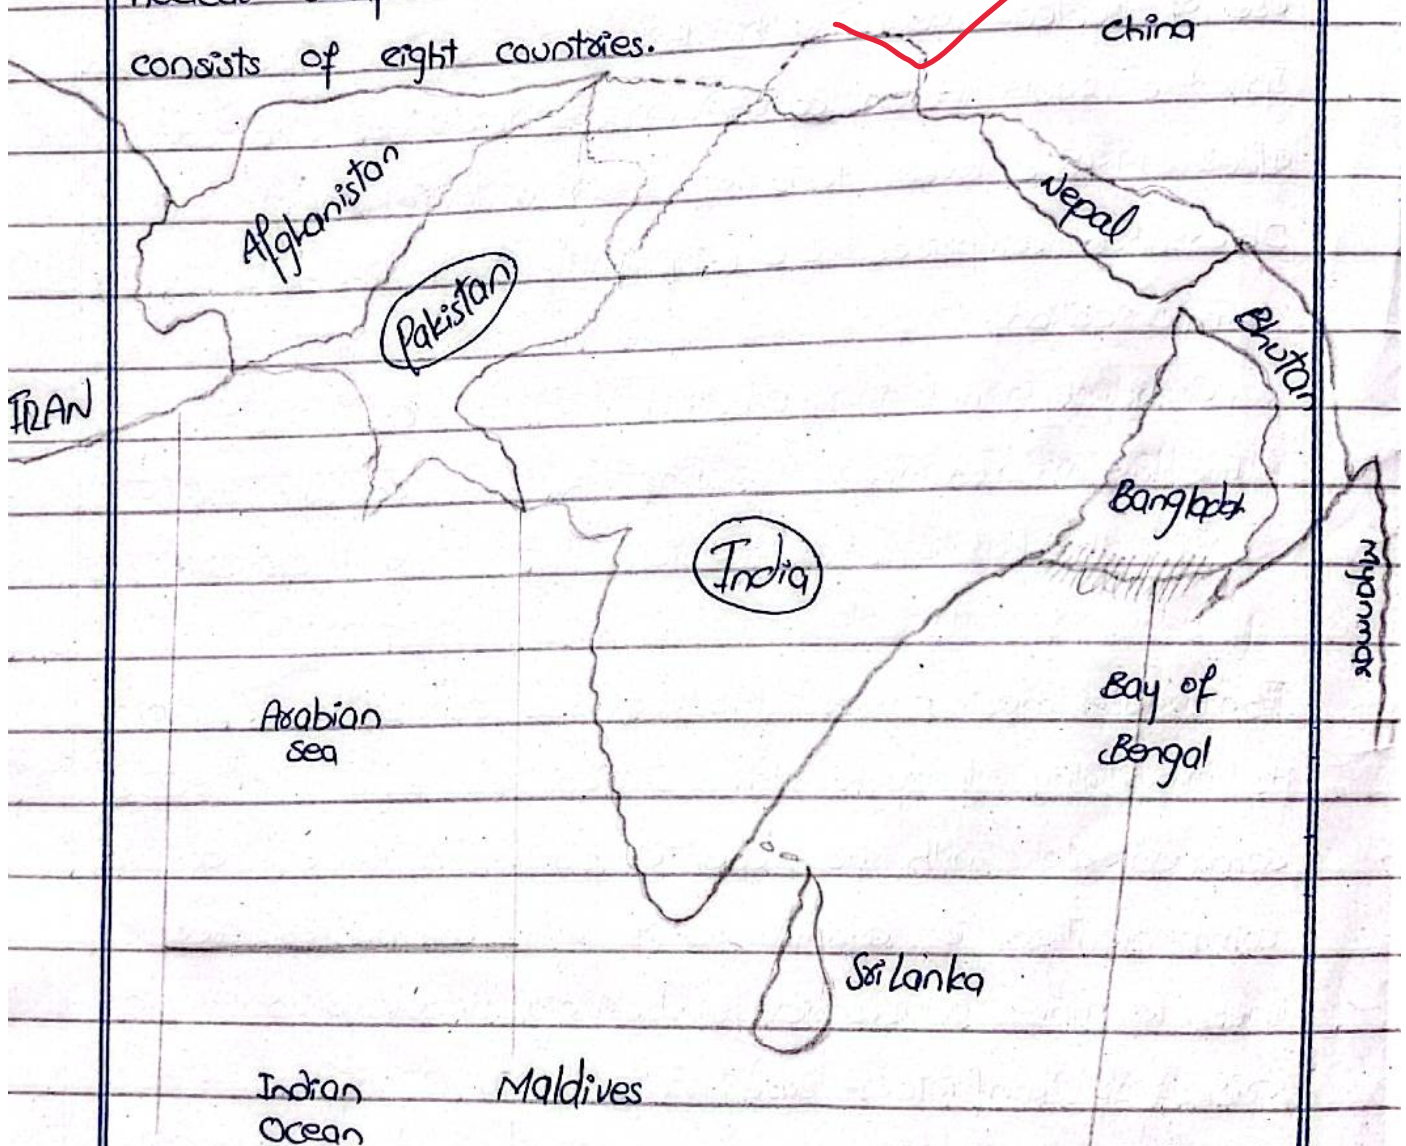 consists of eight countries.
China
Afghanistan
Nepal
Pakistan
Bhutan
IRAN
India
Myanmar
Arabian
sea
Bay of
Bengal
Sri Lanka
Indian
Ocean
Maldives